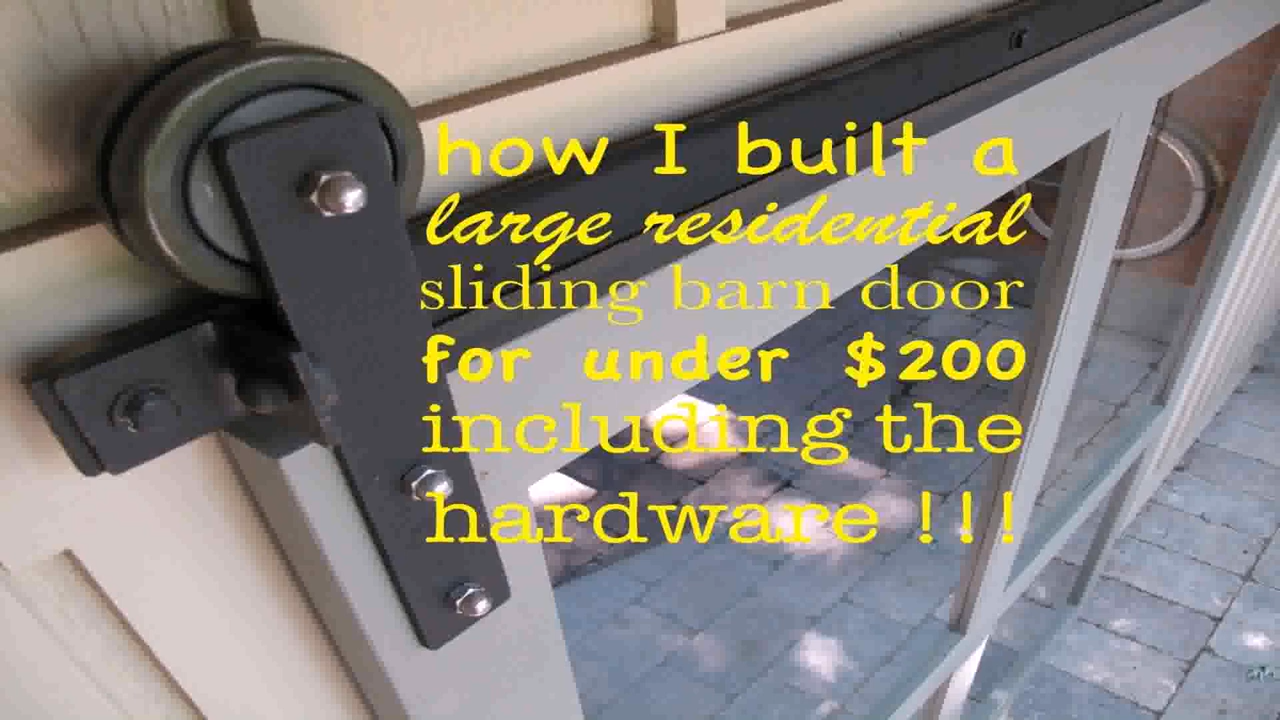 how I built a
large residential
sliding barn door
for under $200
including the
hardware !!!